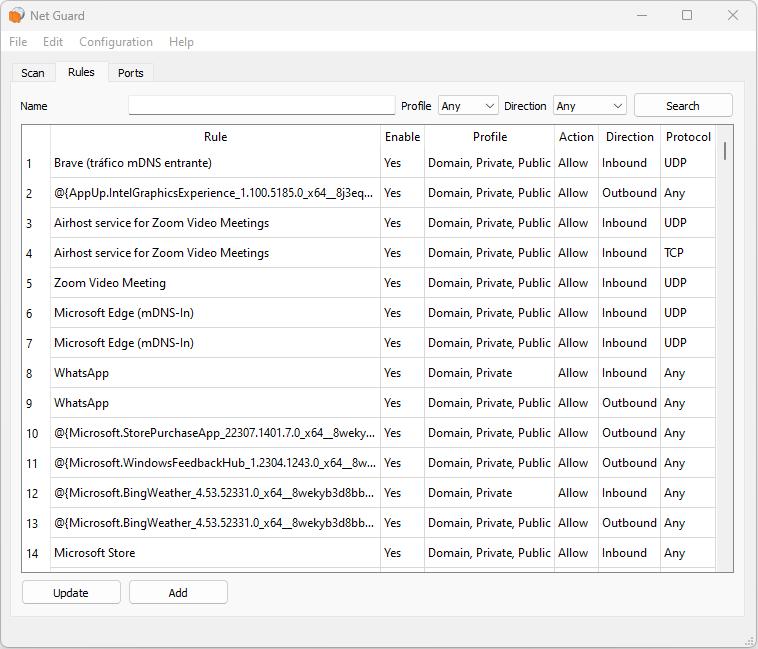 Net Guard
File Edit Configuration Help
Scan Rules Ports
Name Profile Any Direction Any Search
Rule Enable Profile Action Direction Protocol
1 Brave (tráfico mDNS entrante) Yes Domain, Private, Public Allow Inbound UDP
2 @{AppUp.IntelGraphicsExperience_1.100.5185.0_x64__8j3eq... Yes Domain, Private, Public Allow Outbound Any
3 Airhost service for Zoom Video Meetings Yes Domain, Private, Public Allow Inbound UDP
4 Airhost service for Zoom Video Meetings Yes Domain, Private, Public Allow Inbound TCP
5 Zoom Video Meeting Yes Domain, Private, Public Allow Inbound UDP
6 Microsoft Edge (mDNS-In) Yes Domain, Private, Public Allow Inbound UDP
7 Microsoft Edge (mDNS-In) Yes Domain, Private, Public Allow Inbound UDP
8 WhatsApp Yes Domain, Private Allow Inbound Any
9 WhatsApp Yes Domain, Private, Public Allow Outbound Any
10 @{Microsoft.StorePurchaseApp_22307.1401.7.0_x64__8weky... Yes Domain, Private, Public Allow Outbound Any
11 @{Microsoft.WindowsFeedbackHub_1.2304.1243.0_x64__8w... Yes Domain, Private, Public Allow Outbound Any
12 @{Microsoft.BingWeather_4.53.52331.0_x64__8wekyb3d8bb... Yes Domain, Private Allow Inbound Any
13 @{Microsoft.BingWeather_4.53.52331.0_x64__8wekyb3d8bb... Yes Domain, Private, Public Allow Outbound Any
14 Microsoft Store Yes Domain, Private, Public Allow Inbound Any
Update Add